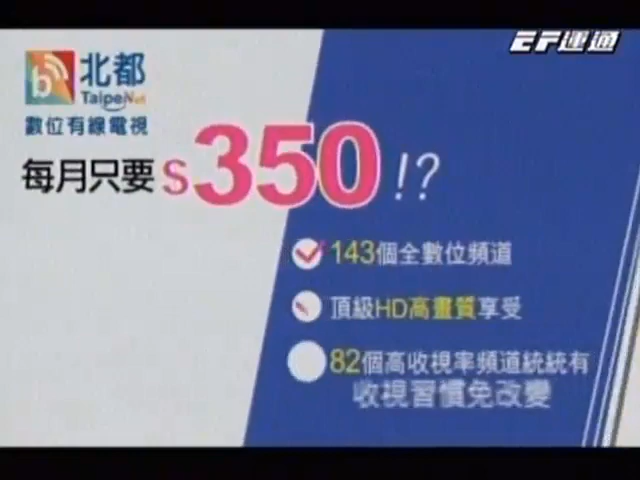 EF運通
北都
TaipeiNet
數位有線電視
每月只要$350!?
143個全數位頻道
頂級HD高畫質享受
82個高收視率頻道統統有
收視習慣免改變